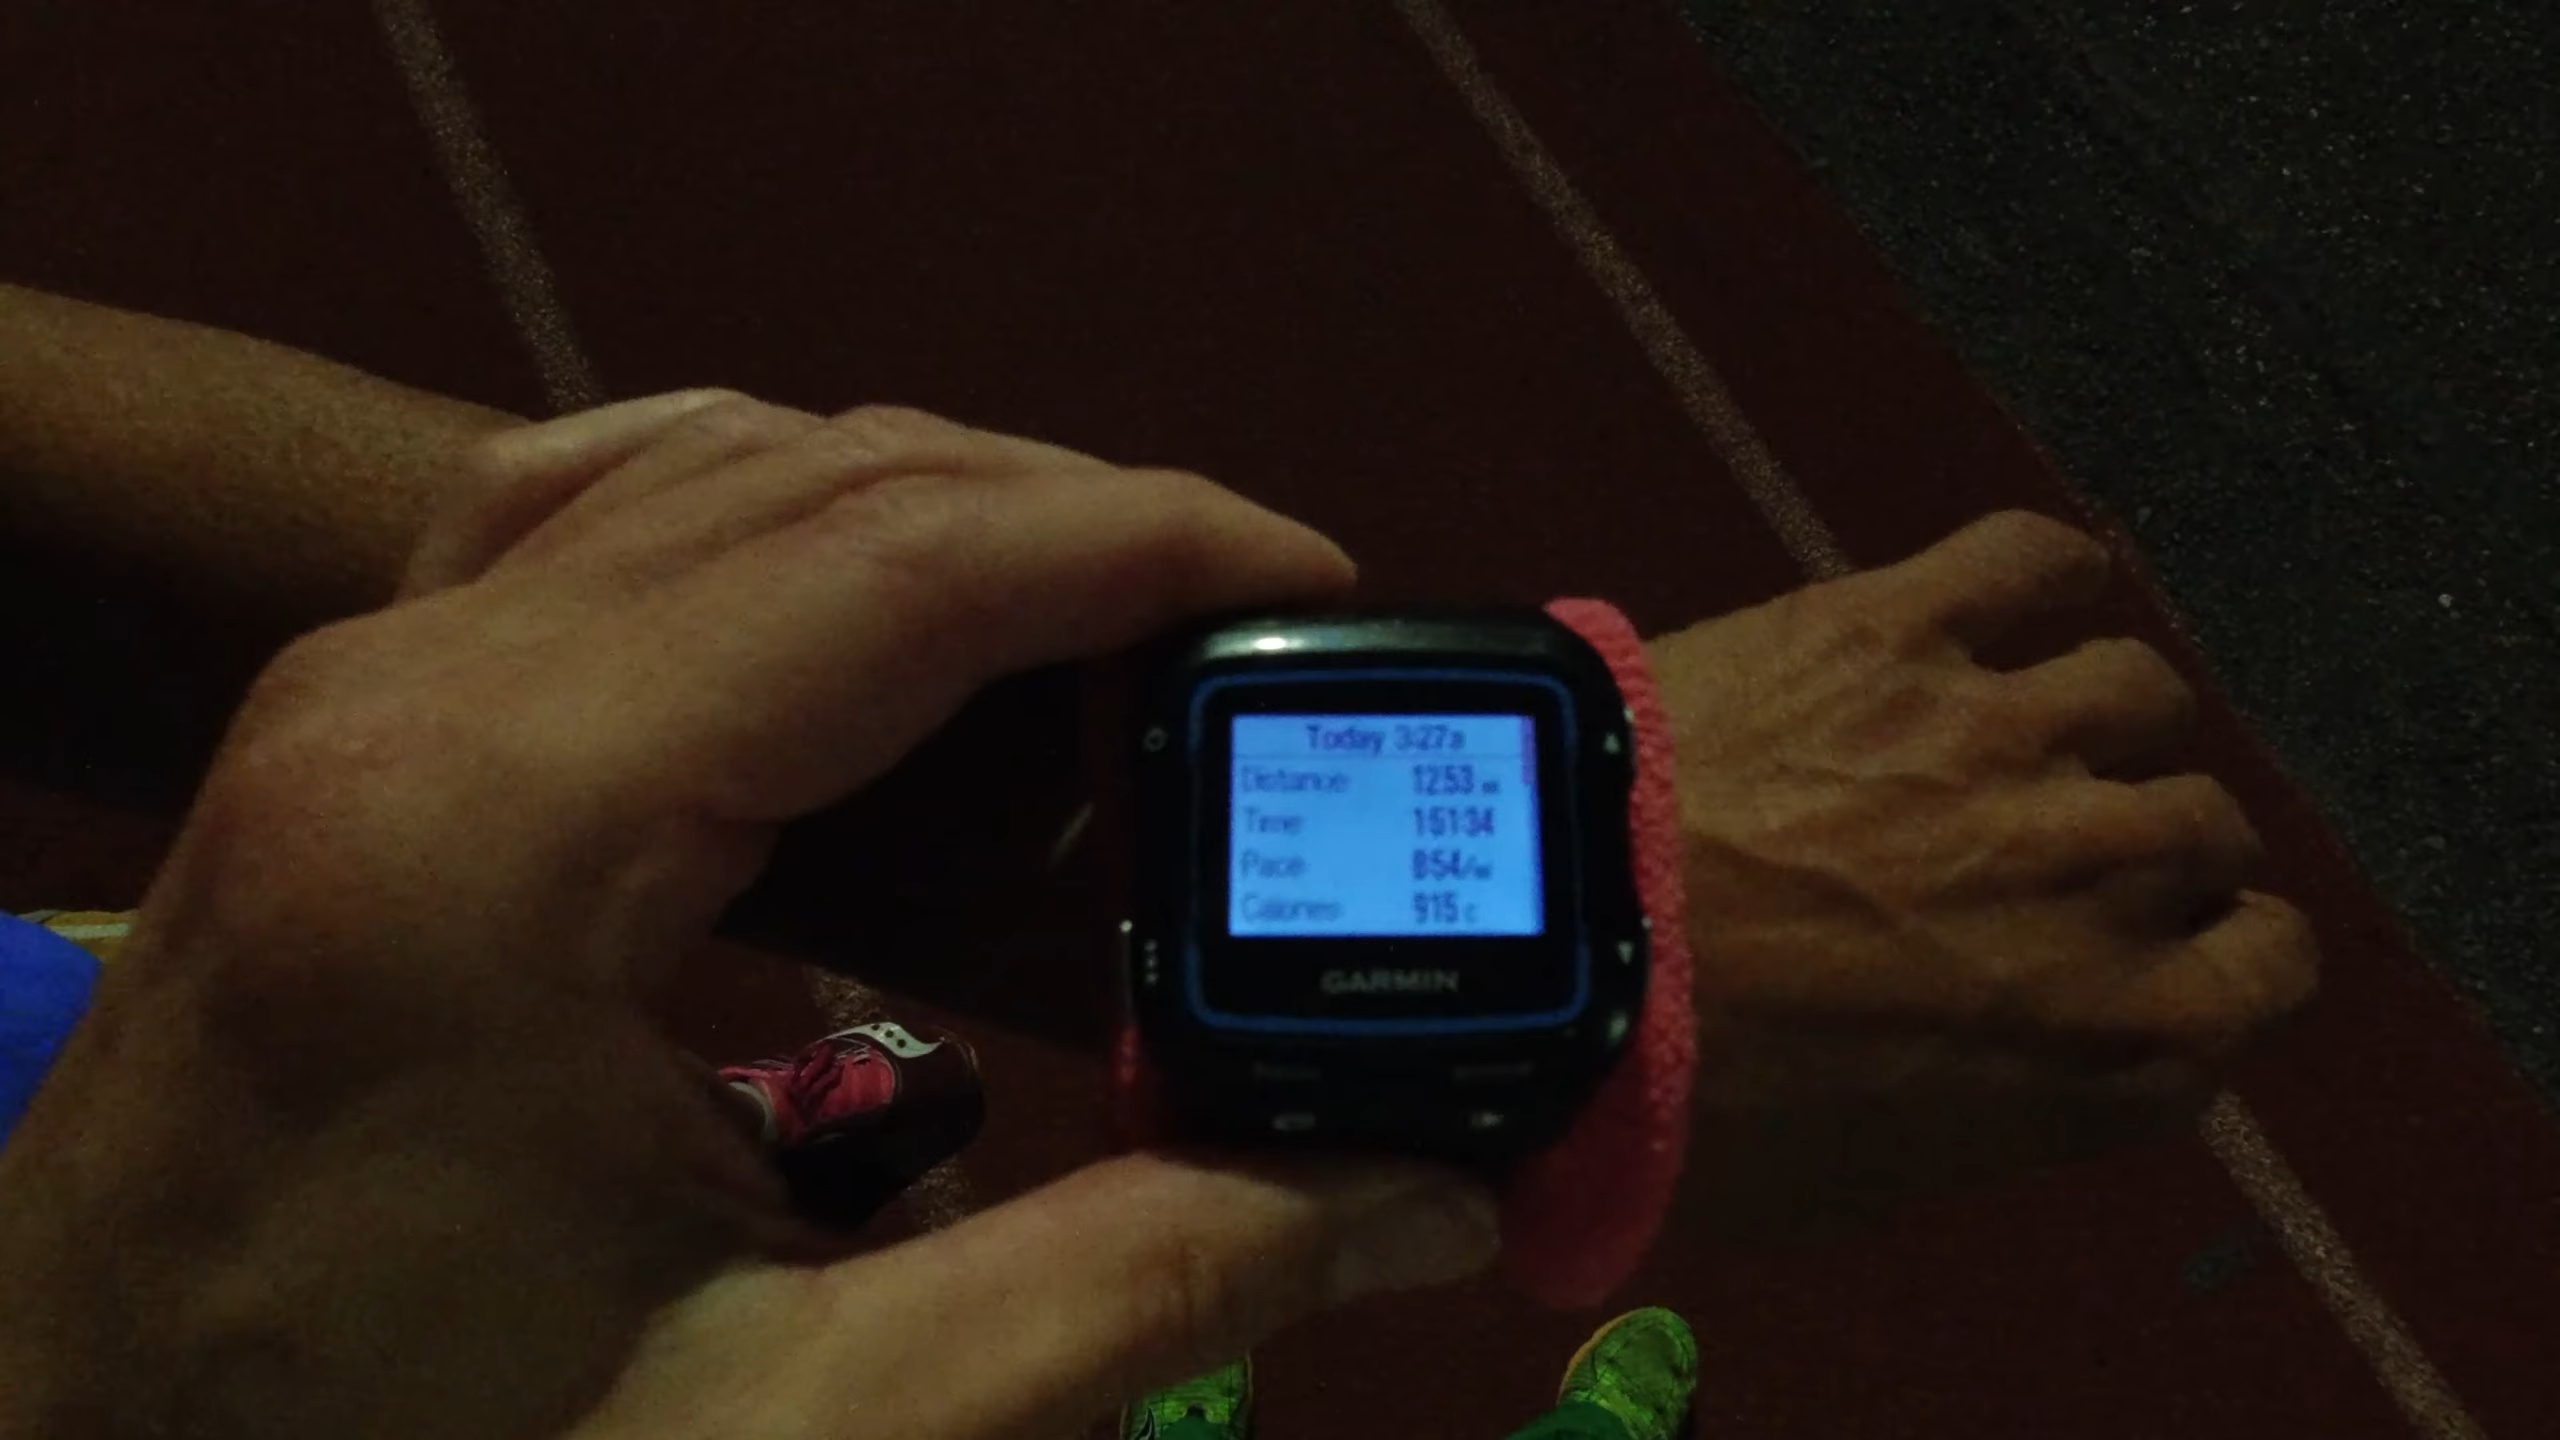 Today 3:27a
Distance 12.53 mi
Time 1:51:34
Pace 8:54/mi
Calories 915 c
GARMIN